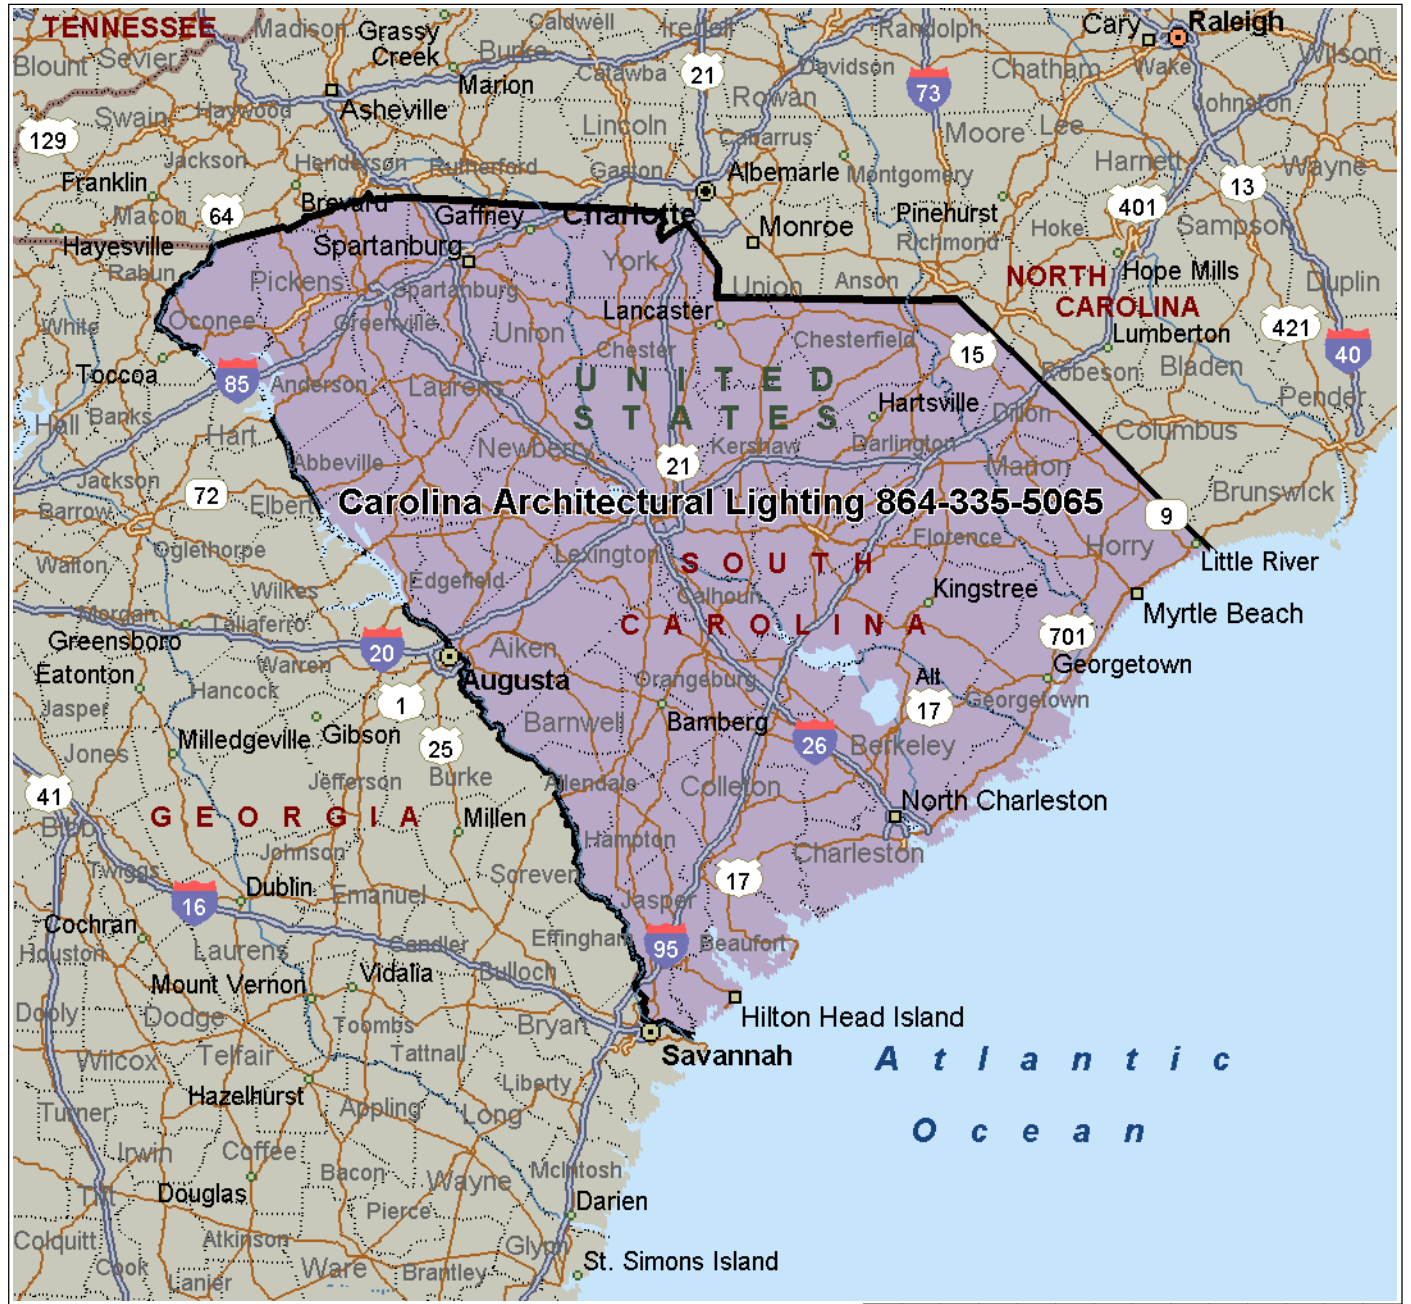 TENNESSEE
Madison
Grassy
Creek
Caldwell
Iredell
Randolph
Cary
Raleigh
Blount
Sevier
Burke
Marion
Catawba
21
Davidson
73
Chatham
Wake
Wilson
Asheville
Rowan
Johnston
129
Swain
Haywood
Lincoln
Cabarrus
Moore
Lee
Jackson
Henderson
Rutherford
Gaston
Albemarle
Montgomery
Harnett
Wayne
Franklin
Brevard
13
Macon
64
Gaffney
Charlotte
Monroe
Pinehurst
401
Sampson
Hayesville
Spartanburg
Richmond
Hoke
Rabun
Pickens
York
Union
Anson
NORTH
CAROLINA
Hope Mills
Duplin
Spartanburg
Lancaster
White
Oconee
Greenville
Union
Chester
Chesterfield
15
Lumberton
421
40
Toccoa
85
Anderson
Laurens
UNITED
STATES
Robeson
Bladen
Pender
Hall
Banks
Hart
Hartsville
Dillon
Columbus
Newberry
Kershaw
Darlington
Abbeville
21
Marion
Jackson
72
Elbert
Brunswick
Barrow
Carolina Architectural Lighting 864-335-5065
9
Oglethorpe
Lexington
Florence
Horry
Walton
Edgefield
SOUTH
CAROLINA
Little River
Wilkes
Calhoun
Kingstree
Myrtle Beach
Morgan
Taliaferro
Greensboro
20
Aiken
701
Eatonton
Warren
Augusta
Orangeburg
Alt
17
Georgetown
Hancock
1
Georgetown
Jasper
Barnwell
Bamberg
Milledgeville
Gibson
25
26
Berkeley
Jones
Jefferson
Burke
Allendale
Colleton
41
GEORGIA
Millen
North Charleston
Bibb
Johnson
Hampton
Charleston
Twiggs
Screven
17
16
Dublin
Emanuel
Jasper
Cochran
Effingham
95
Beaufort
Houston
Laurens
Candler
Mount Vernon
Vidalia
Bulloch
Dooly
Dodge
Toombs
Bryan
Hilton Head Island
Wilcox
Telfair
Tattnall
Savannah
Atlantic
Ocean
Hazelhurst
Liberty
Turner
Appling
Long
Irwin
Coffee
Bacon
Wayne
McIntosh
Tift
Douglas
Pierce
Darien
Colquitt
Atkinson
Glynn
Cook
Lanier
Ware
Brantley
St. Simons Island